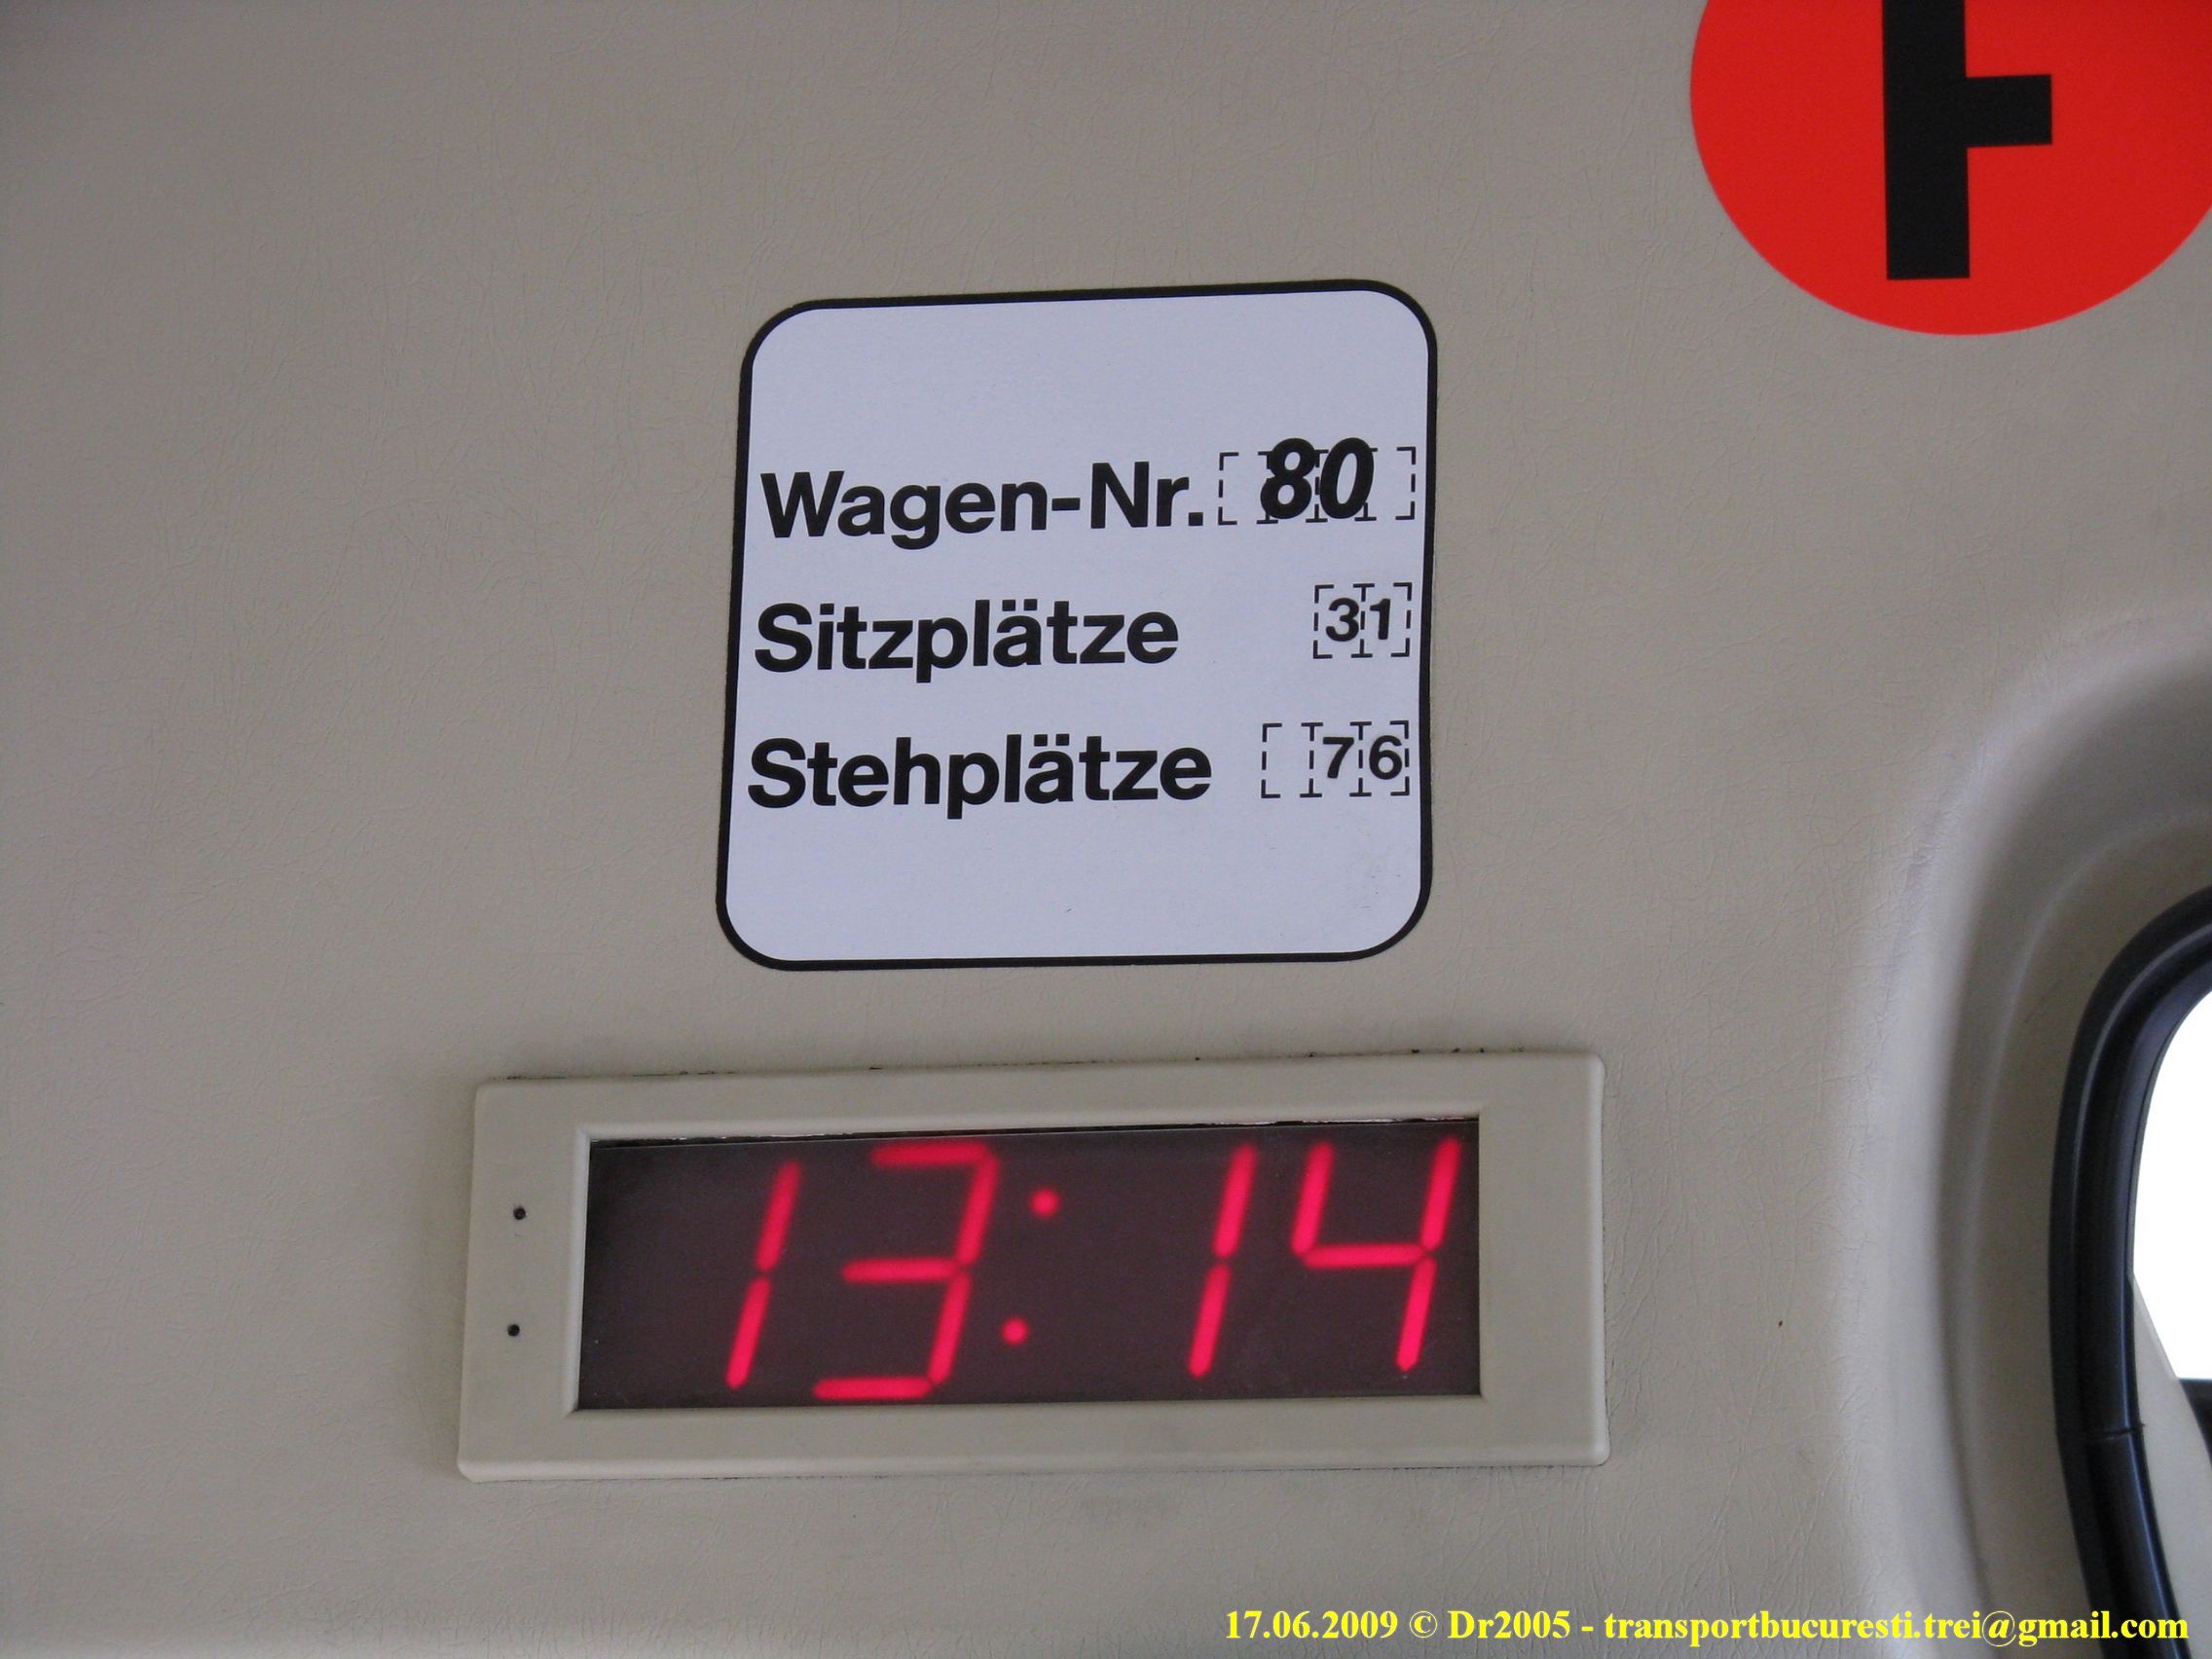 Wagen-Nr. 80
Sitzplätze 31
Stehplätze 76
13:14
17.06.2009 © Dr2005 - transportbucuresti.trei@gmail.com